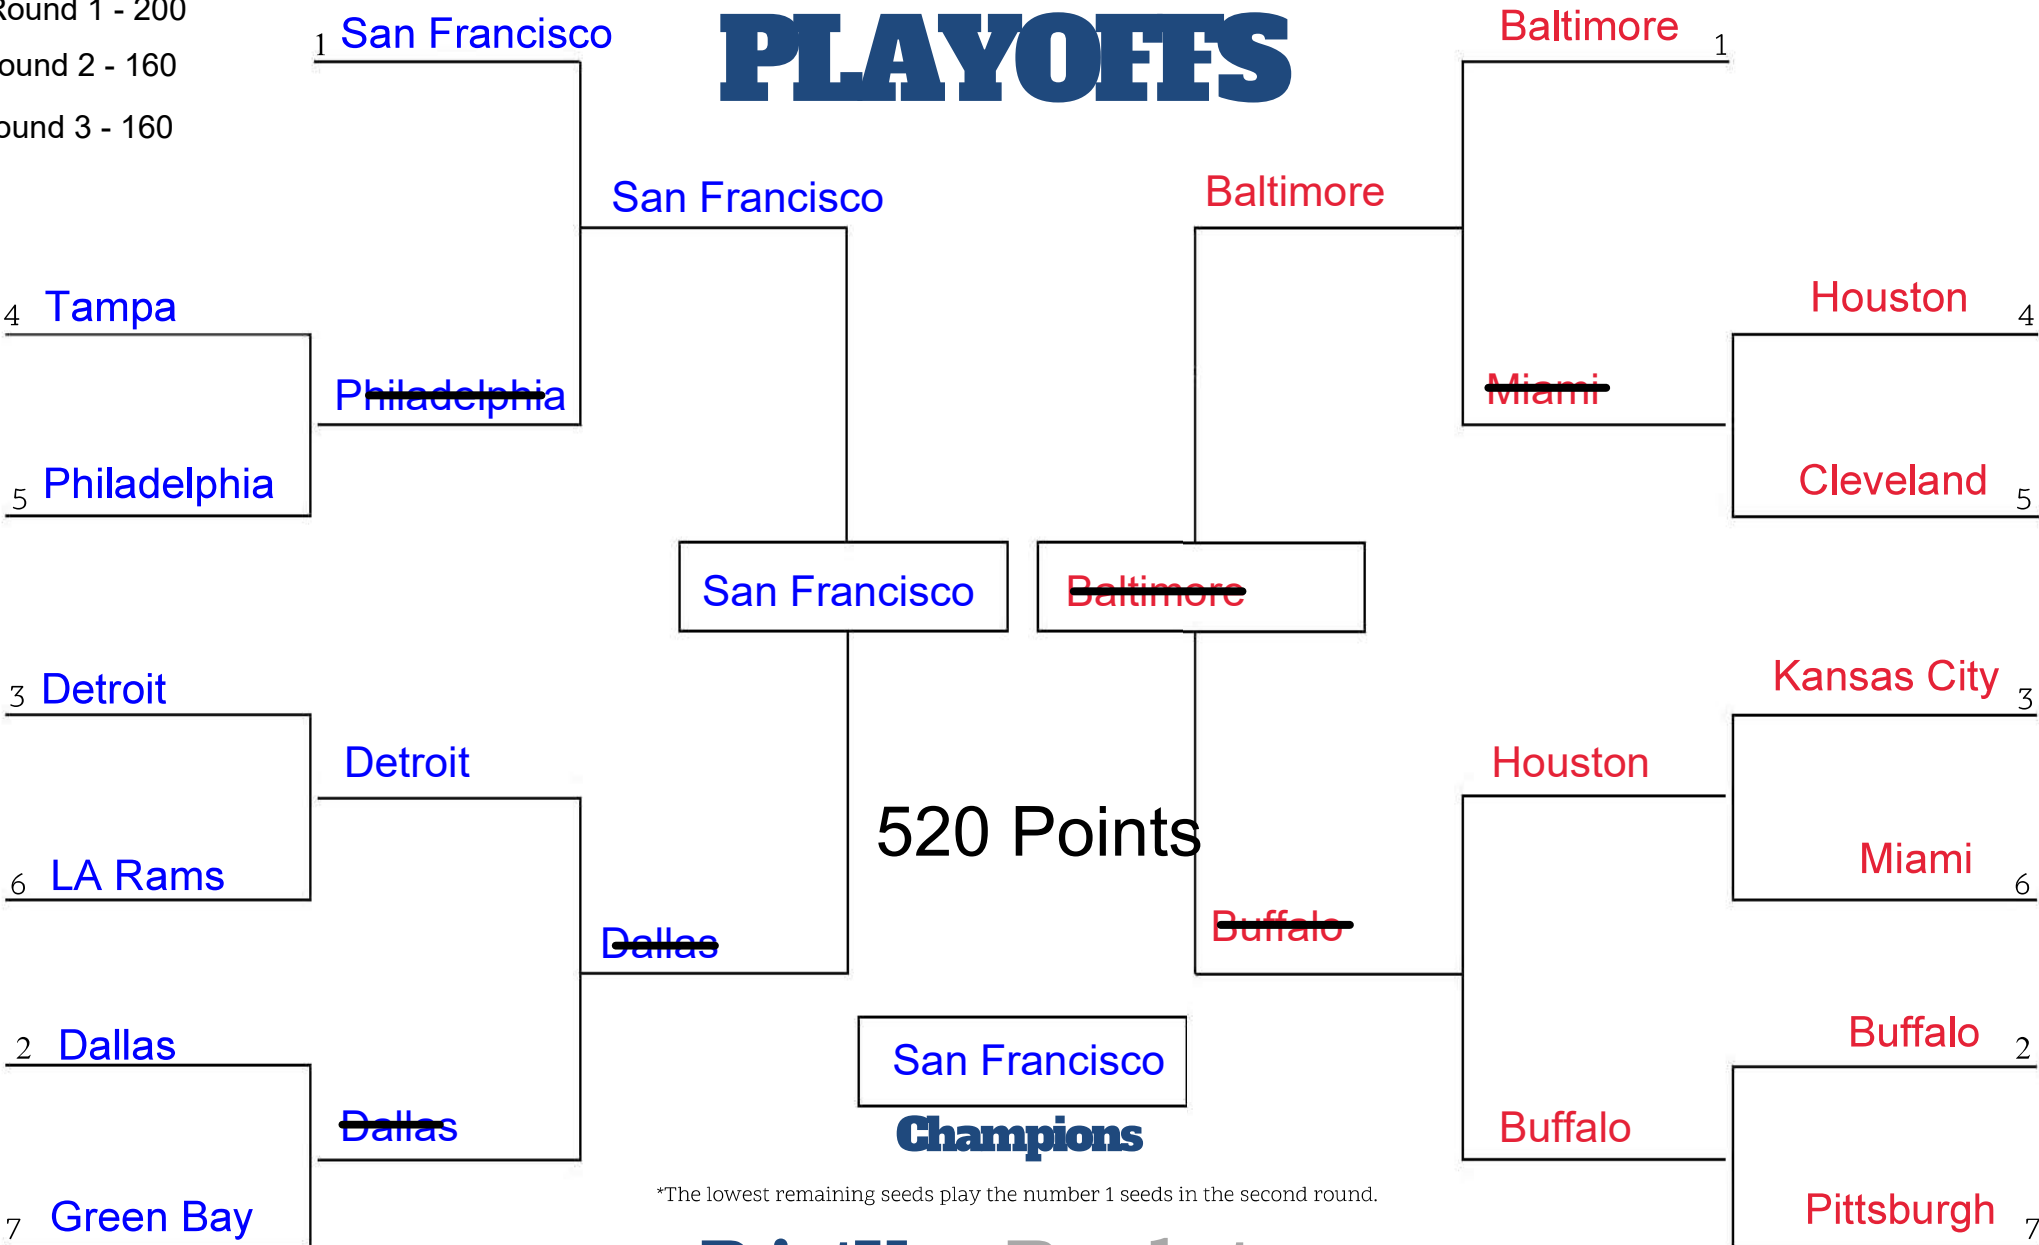 Round 1 - 200
Round 2 - 160
Round 3 - 160
PLAYOFFS
1 San Francisco
Baltimore 1
San Francisco
Baltimore
4 Tampa
Houston 4
Philadelphia
Miami
5 Philadelphia
Cleveland 5
San Francisco
Baltimore
3 Detroit
Kansas City 3
Detroit
Houston
520 Points
6 LA Rams
Miami 6
Dallas
Buffalo
2 Dallas
Buffalo 2
San Francisco
Dallas
Champions
Buffalo
*The lowest remaining seeds play the number 1 seeds in the second round.
7 Green Bay
Pittsburgh 7